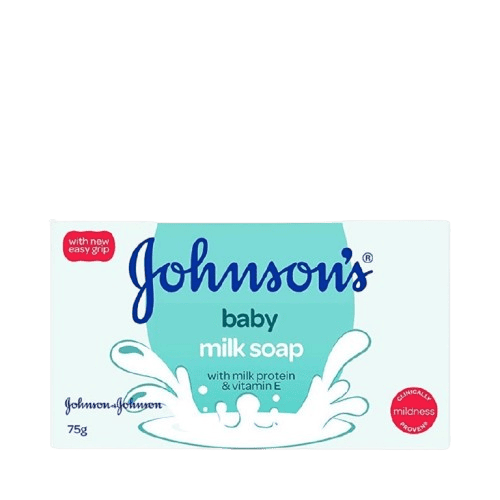 with new
easy grip
Johnson's®
baby
milk soap
with milk protein
& vitamin E
Johnson & Johnson
75g
CLINICALLY
mildness
PROVEN*